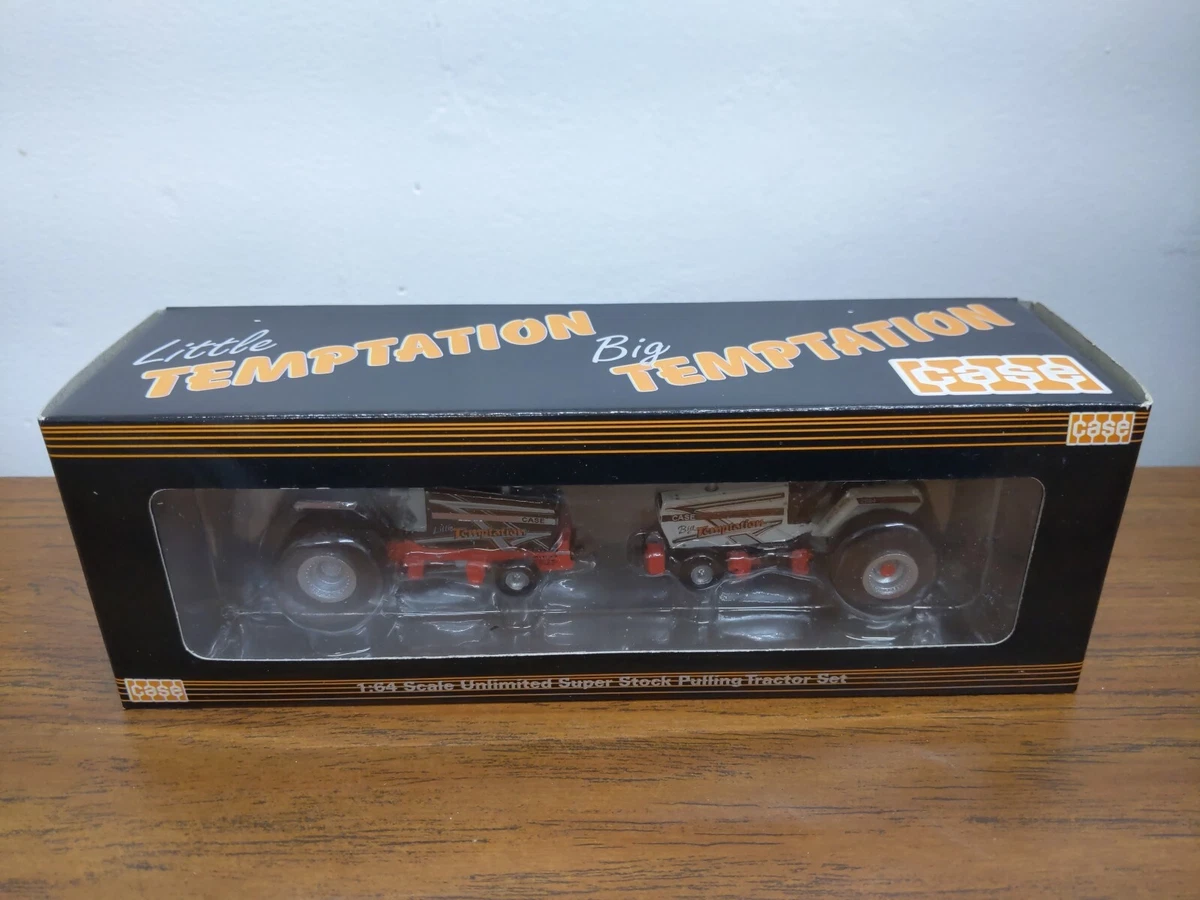 Little
TEMPTATION
Big
TEMPTATION
case
case
Little
Temptation
CASE
CASE
Big
Temptation
case
1:64 Scale Unlimited Super Stock Pulling Tractor Set